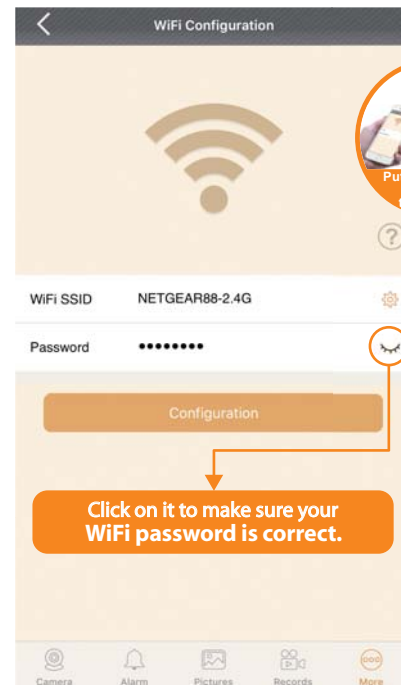 WiFi Configuration
?
WiFi SSID NETGEAR88-2.4G
Password ••••••••
Configuration
Click on it to make sure your
WiFi password is correct.
Camera Alarm Pictures Records More